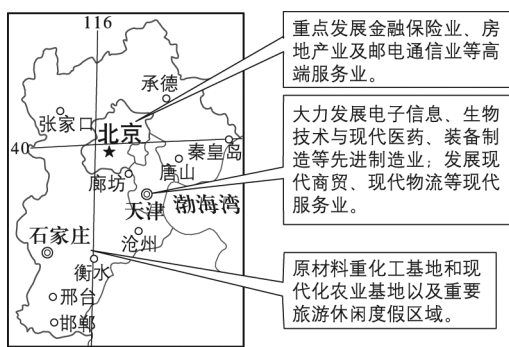 116
40
承德
张家口
北京
秦皇岛
唐山
廊坊
天津
渤海湾
石家庄
沧州
衡水
邢台
邯郸
重点发展金融保险业、房
地产业及邮电通信业等高
端服务业。
大力发展电子信息、生物
技术与现代医药、装备制
造等先进制造业；发展现
代商贸、现代物流等现代
服务业。
原材料重化工基地和现
代化农业基地以及重要
旅游休闲度假区域。